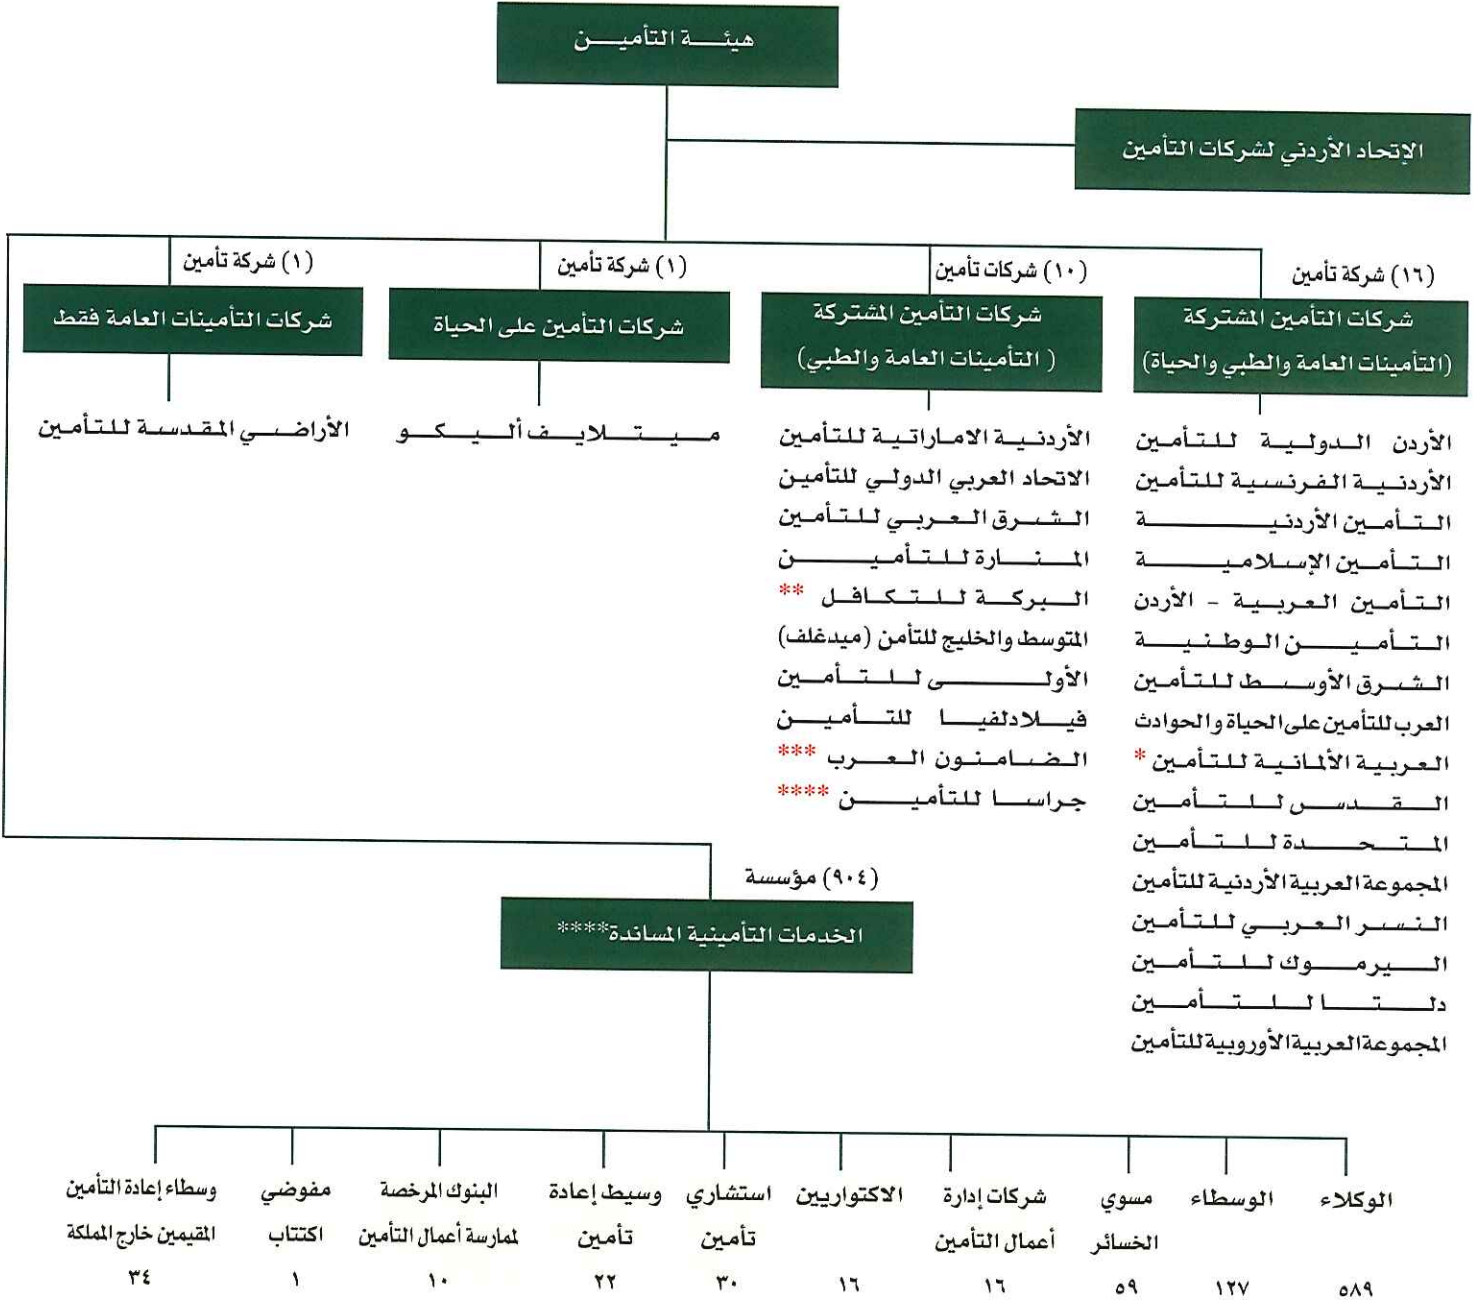 هيئة التأمين
الإتحاد الأردني لشركات التأمين
(١٦) شركة تأمين
شركات التأمين المشتركة
(التأمينات العامة والطبي والحياة)
الأردن الدولية للتأمين
الأردنية الفرنسية للتأمين
التأمين الأردنية
التأمين الإسلامية
التأمين العربية - الأردن
التأمين الوطنية
الشرق الأوسط للتأمين
العرب للتأمين على الحياة والحوادث
العربية الألمانية للتأمين *
القدس للتأمين
المتحدة للتأمين
المجموعة العربية الأردنية للتأمين
النسر العربي للتأمين
اليرموك للتأمين
دلتا للتأمين
المجموعة العربية الأوروبية للتأمين
(١٠) شركات تأمين
شركات التأمين المشتركة
( التأمينات العامة والطبي)
الأردنية الاماراتية للتأمين
الاتحاد العربي الدولي للتأمين
الشرق العربي للتأمين
المنارة للتأمين
البركة للتكافل **
المتوسط والخليج للتأمن (ميدغلف)
الأولى للتأمين
فيلادلفيا للتأمين
الضامنون العرب ***
جراسا للتأمين ****
(١) شركة تأمين
شركات التأمين على الحياة
ميتلايف أليكو
(١) شركة تأمين
شركات التأمينات العامة فقط
الأراضي المقدسة للتأمين
(٩٠٤) مؤسسة
الخدمات التأمينية المساندة****
الوكلاء
٥٨٩
الوسطاء
١٢٧
مسوي
الخسائر
٥٩
شركات إدارة
أعمال التأمين
١٦
الاكتواريين
١٦
استشاري
تأمين
٣٠
وسيط إعادة
تأمين
٢٢
البنوك المرخصة
لممارسة أعمال التأمين
١٠
مفوضي
اكتتاب
١
وسطاء إعادة التأمين
المقيمين خارج المملكة
٣٤